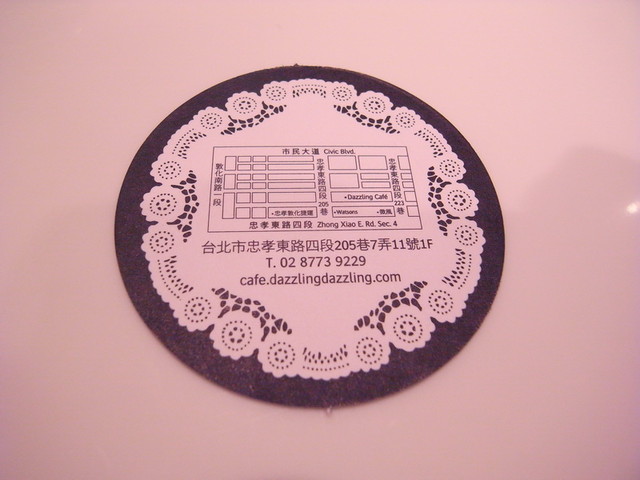 市民大道 Civic Blvd.
敦化南路一段
忠孝東路四段205巷
忠孝東路四段223巷
•Dazzling Café
•忠孝敦化捷運
•Watsons
•微風
忠孝東路四段 Zhong Xiao E. Rd. Sec. 4
台北市忠孝東路四段205巷7弄11號1F
T. 02 8773 9229
cafe.dazzlingdazzling.com